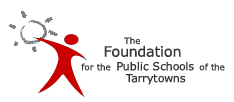 The
Foundation
for the Public Schools of the
Tarrytowns